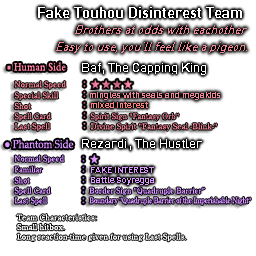 Fake Touhou Disinterest Team
Brothers at odds with eachother
Easy to use, you'll feel like a pigeon.
Human Side Baf, The Capping King
Normal Speed : ★★★★
Special Skill : mingles with seals and megakids
Shot : mixed interest
Spell Card : Spirit Sign "Fantasy Orb"
Last Spell : Divine Spirit "Fantasy Seal -Blink-"
Phantom Side Rezardi, The Hustler
Normal Speed : ★
Familiar : FAKE INTEREST
Shot : Battle Soyregga
Spell Card : Border Sign "Quadruple Barrier"
Last Spell : Boundary "Quadruple Barrier of the Imperishable Night"
Team Characteristics:
Small hitbox.
Long reaction-time given for using Last Spells.